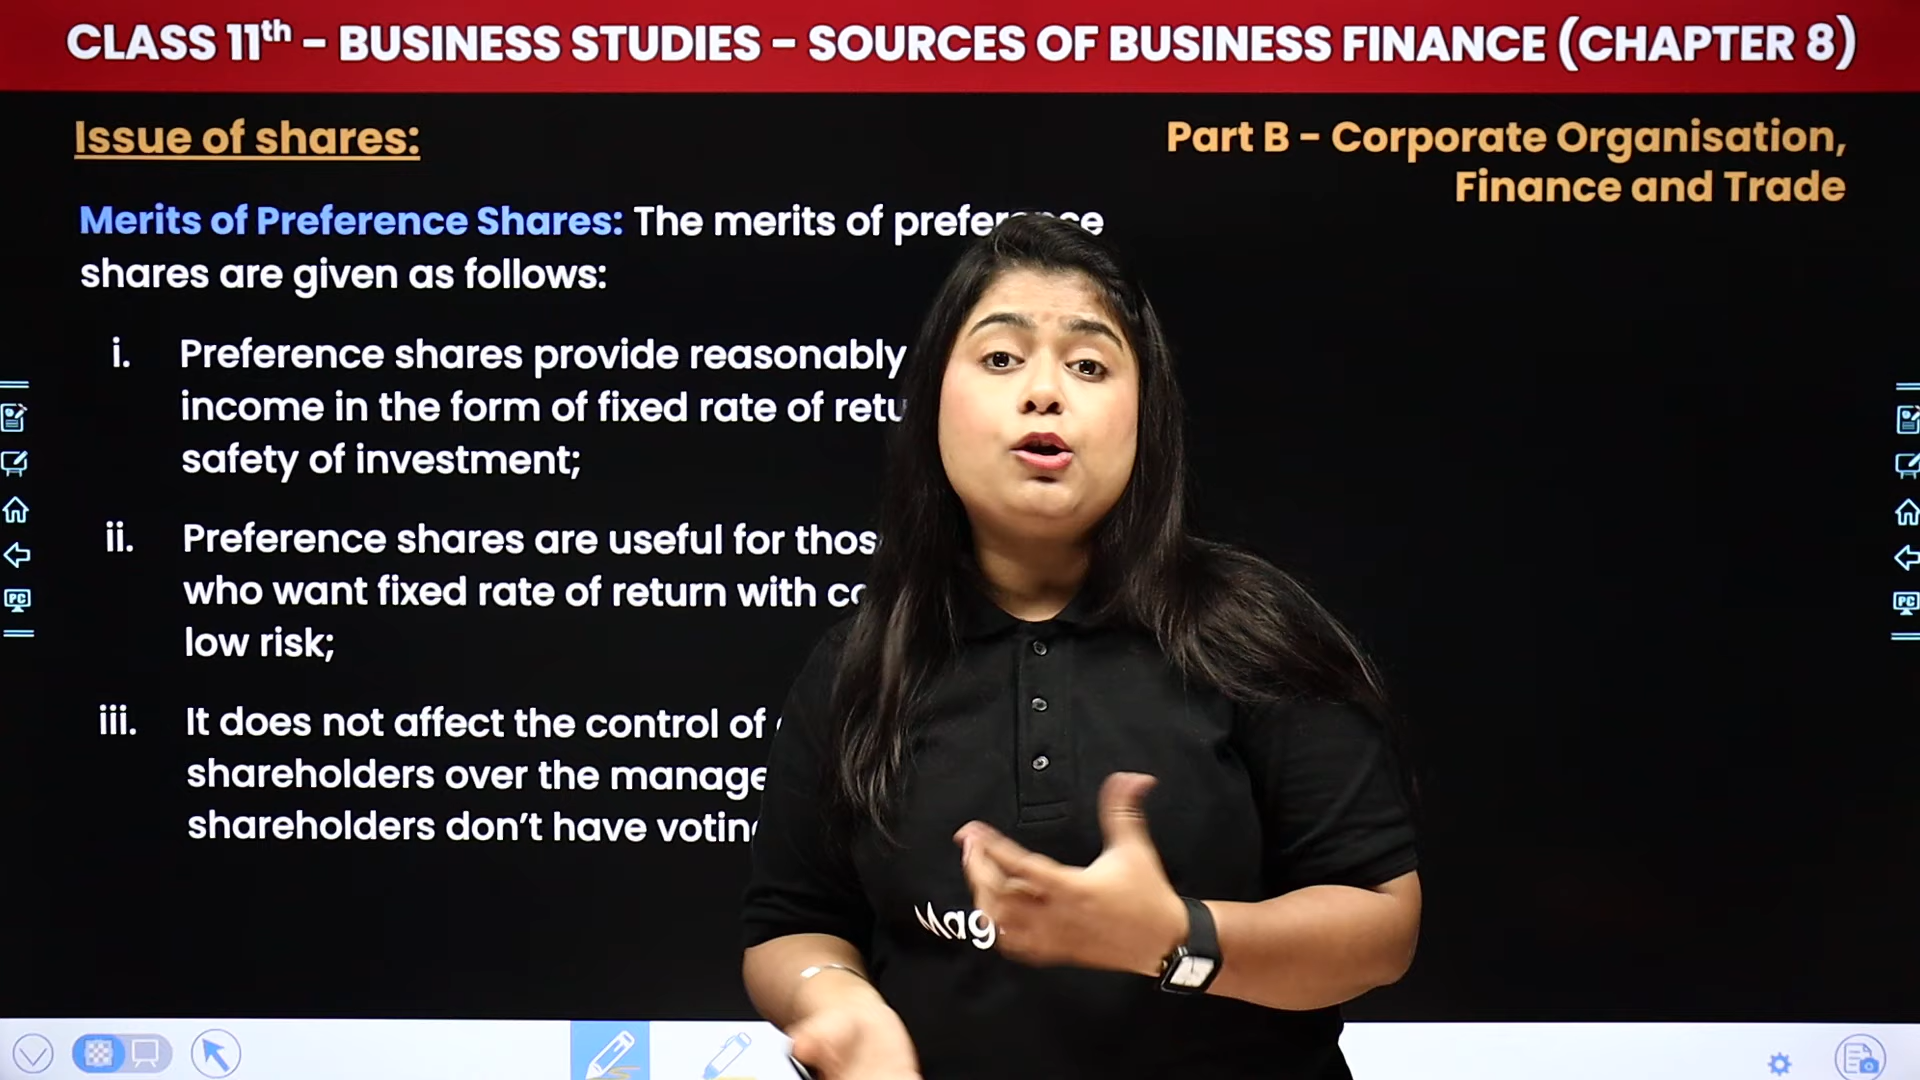 CLASS 11th – BUSINESS STUDIES – SOURCES OF BUSINESS FINANCE (CHAPTER 8)
Issue of shares:
Part B – Corporate Organisation,
Finance and Trade
Merits of Preference Shares: The merits of preference
shares are given as follows:
i. Preference shares provide reasonably
income in the form of fixed rate of
safety of investment;
ii. Preference shares are useful for
who want fixed rate of return with
low risk;
iii. It does not affect the control of
shareholders over the
shareholders don't have
PC
PC